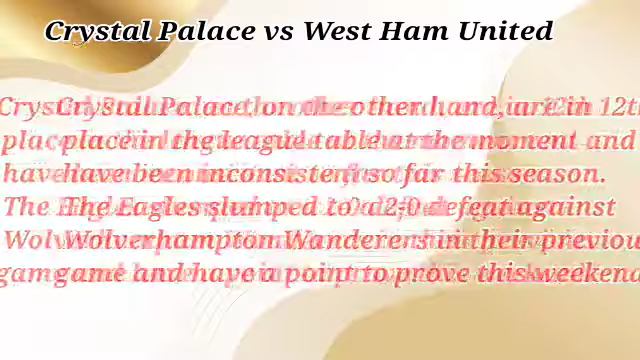 Crystal Palace vs West Ham United
Crystal Palace, on the other hand, are in 12th
place in the league table at the moment and
have been inconsistent so far this season.
The Eagles slumped to a 2-0 defeat against
Wolverhampton Wanderers in their previou
game and have a point to prove this weekend